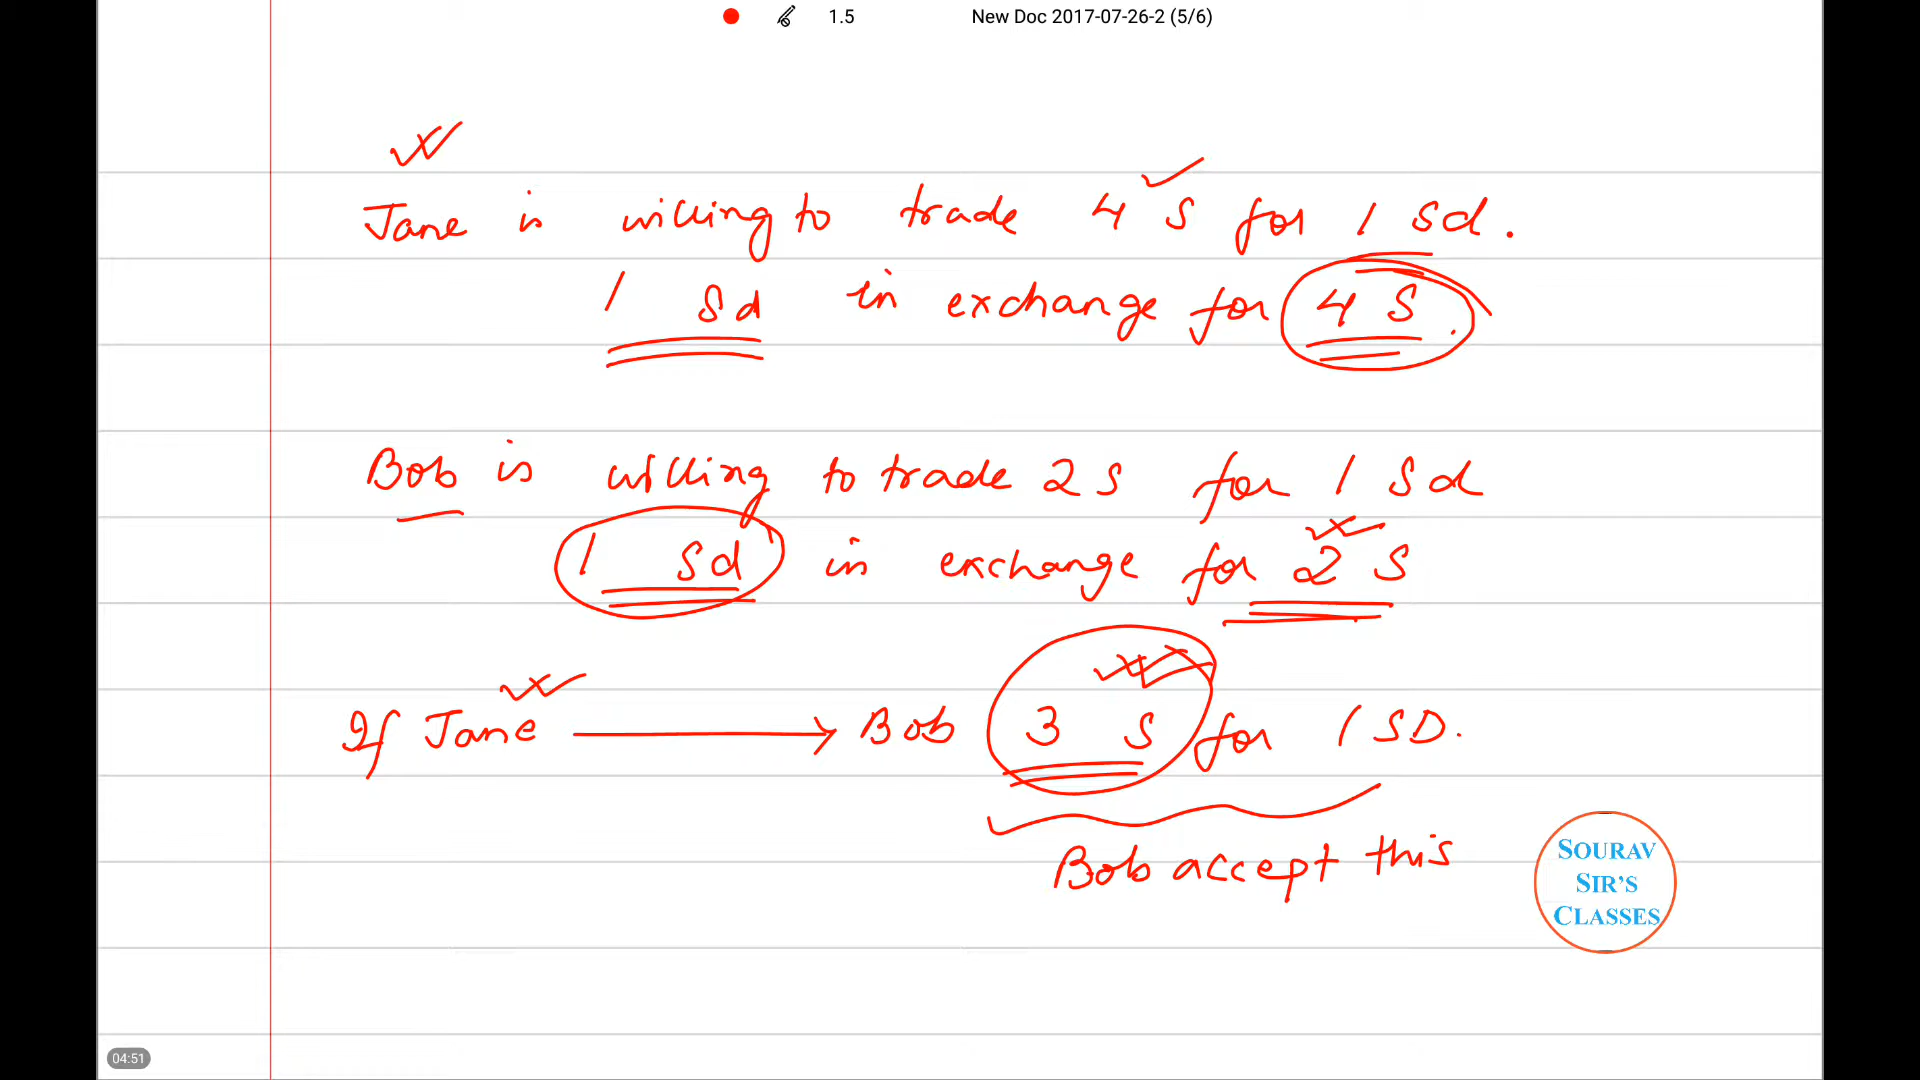 1.5 New Doc 2017-07-26-2 (5/6)
Jane is willing to trade 4 S for 1 Sd.
1 Sd in exchange for 4 S.
Bob is willing to trade 2 S for 1 Sd
1 Sd in exchange for 2 S
If Jane → Bob 3 S for 1 SD.
Bob accept this
SOURAV
SIR'S
CLASSES
04:51